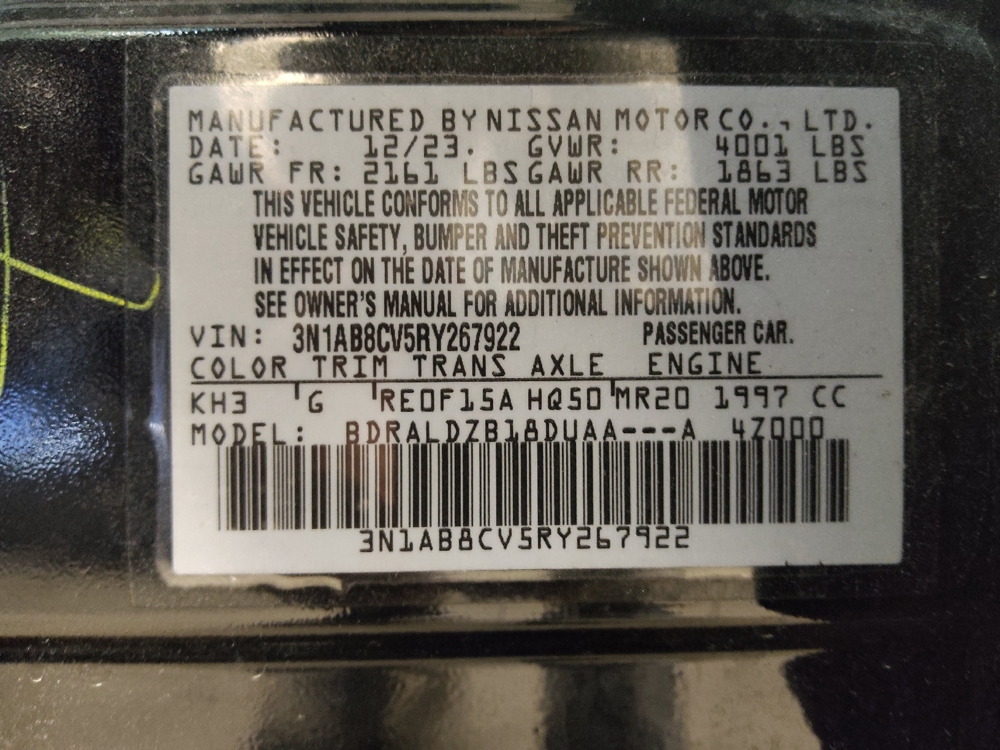 MANUFACTURED BY NISSAN MOTOR CO., LTD.
DATE: 12/23. GVWR: 4001 LBS
GAWR FR: 2161 LBS GAWR RR: 1863 LBS
THIS VEHICLE CONFORMS TO ALL APPLICABLE FEDERAL MOTOR
VEHICLE SAFETY, BUMPER AND THEFT PREVENTION STANDARDS
IN EFFECT ON THE DATE OF MANUFACTURE SHOWN ABOVE.
SEE OWNER'S MANUAL FOR ADDITIONAL INFORMATION.
VIN: 3N1AB8CV5RY267922 PASSENGER CAR.
COLOR TRIM TRANS AXLE ENGINE
KH3 G RE0F15A HQ50 MR20 1997 CC
MODEL: BDRALDZB18DUAA---A 4Z000
3N1AB8CV5RY267922